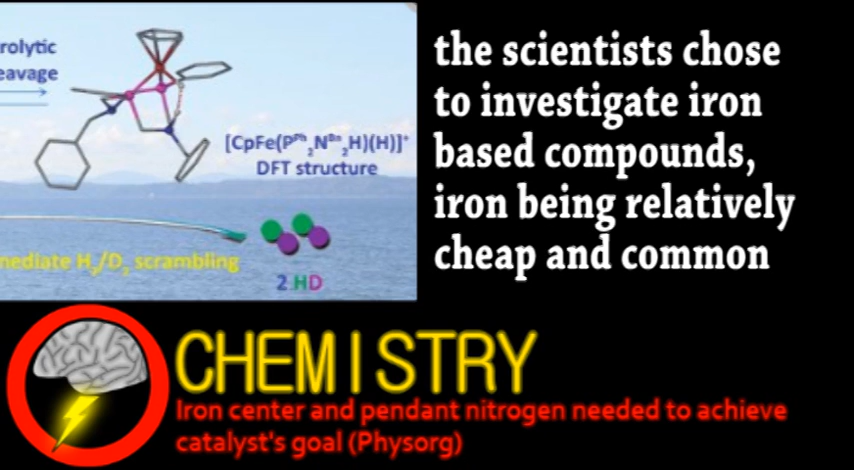 rolytic
eavage
[CpFe(Pᴾʰ₂Nᴮⁿ₂H)(H)]⁺
DFT structure
mediate H₂/D₂ scrambling
2 HD
the scientists chose
to investigate iron
based compounds,
iron being relatively
cheap and common
CHEMISTRY
Iron center and pendant nitrogen needed to achieve
catalyst's goal (Physorg)